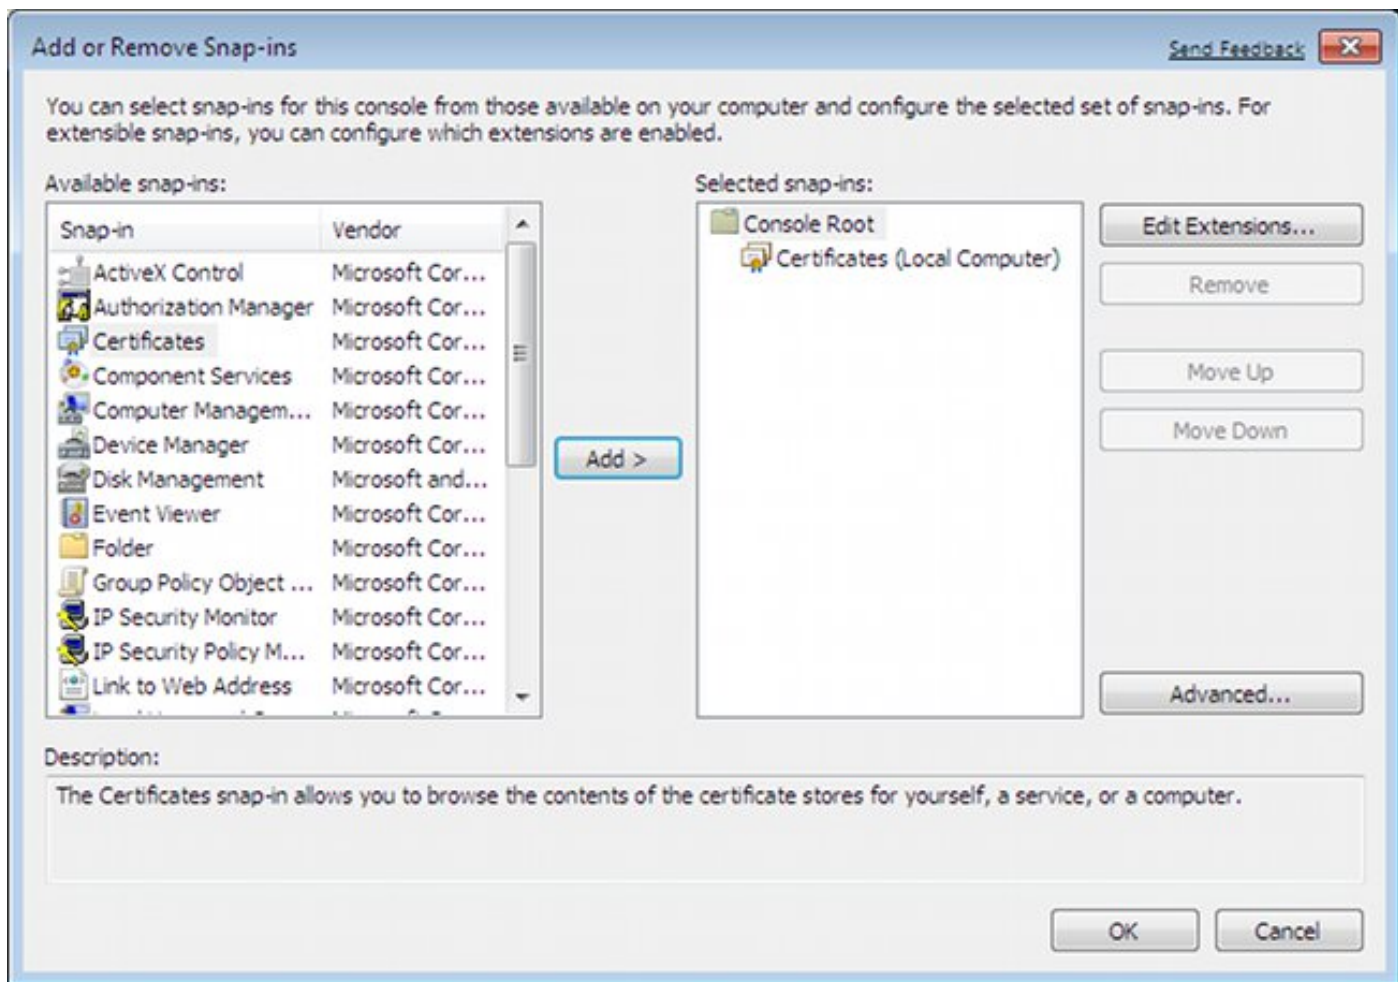 Add or Remove Snap-ins
Send Feedback
You can select snap-ins for this console from those available on your computer and configure the selected set of snap-ins. For
extensible snap-ins, you can configure which extensions are enabled.
Available snap-ins:
Snap-in Vendor
ActiveX Control Microsoft Cor...
Authorization Manager Microsoft Cor...
Certificates Microsoft Cor...
Component Services Microsoft Cor...
Computer Managem... Microsoft Cor...
Device Manager Microsoft Cor...
Disk Management Microsoft and...
Event Viewer Microsoft Cor...
Folder Microsoft Cor...
Group Policy Object ... Microsoft Cor...
IP Security Monitor Microsoft Cor...
IP Security Policy M... Microsoft Cor...
Link to Web Address Microsoft Cor...
Add >
Selected snap-ins:
Console Root
Certificates (Local Computer)
Edit Extensions...
Remove
Move Up
Move Down
Advanced...
Description:
The Certificates snap-in allows you to browse the contents of the certificate stores for yourself, a service, or a computer.
OK
Cancel